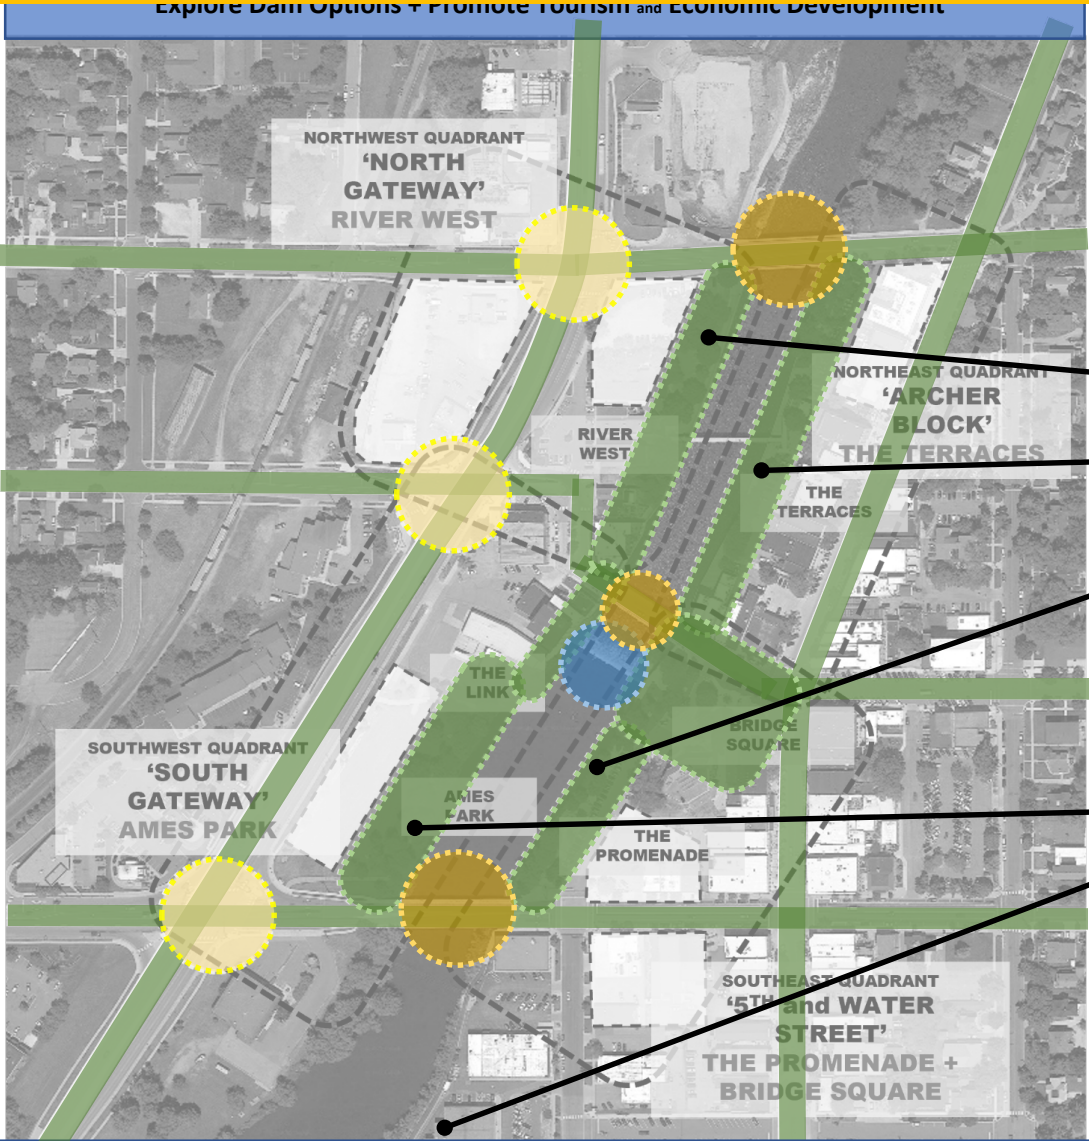 Explore Dam Options + Promote Tourism and Economic Development
NORTHWEST QUADRANT
‘NORTH
GATEWAY’
RIVER WEST
NORTHEAST QUADRANT
‘ARCHER
BLOCK’
THE TERRACES
RIVER
WEST
THE
TERRACES
THE
LINK
BRIDGE
SQUARE
SOUTHWEST QUADRANT
‘SOUTH
GATEWAY’
AMES PARK
AMES
PARK
THE
PROMENADE
SOUTHEAST QUADRANT
‘5TH and WATER
STREET’
THE PROMENADE +
BRIDGE SQUARE